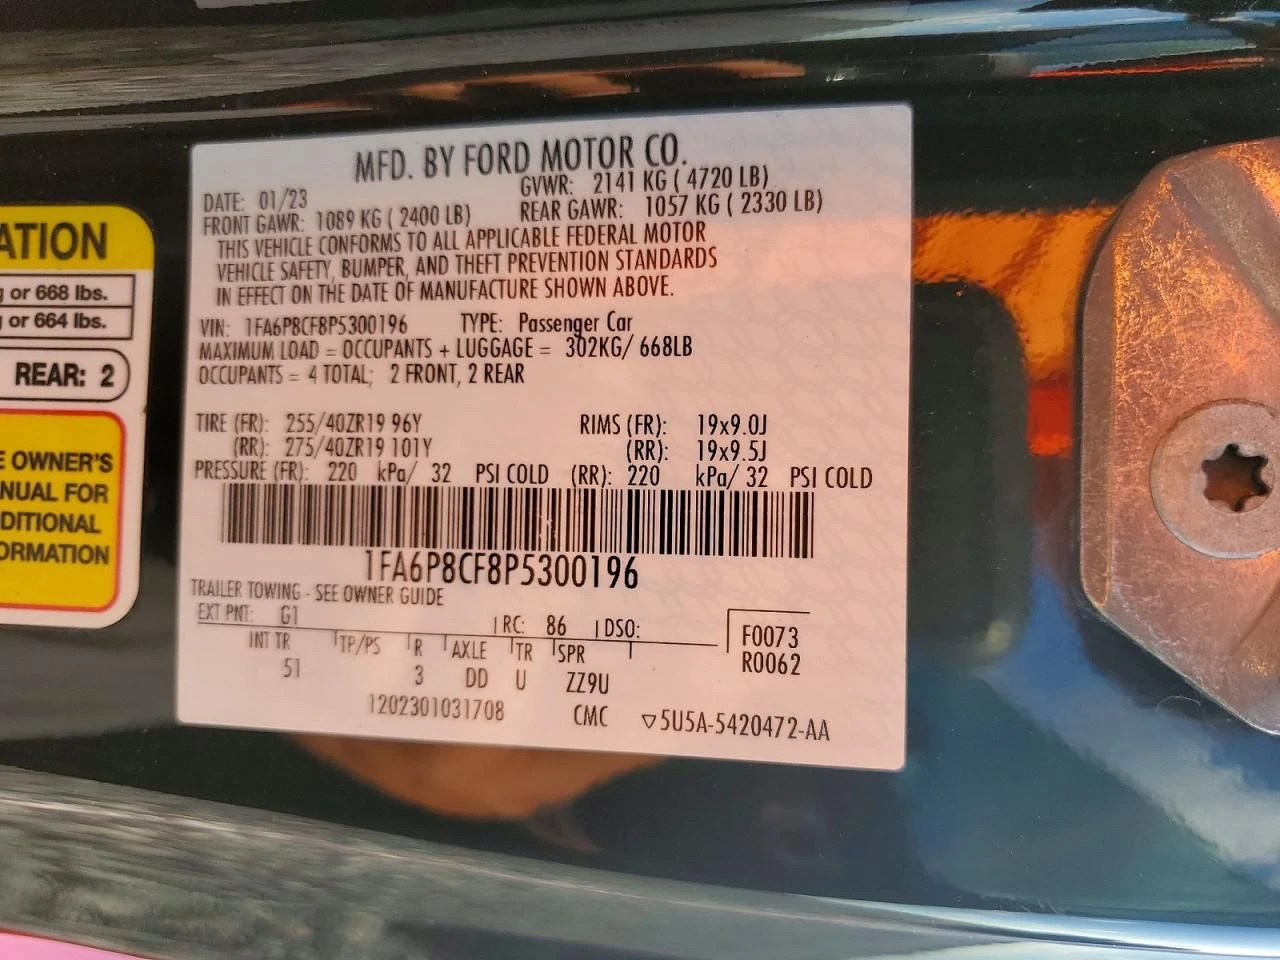 MFD. BY FORD MOTOR CO.
DATE: 01/23
GVWR: 2141 KG ( 4720 LB)
FRONT GAWR: 1089 KG ( 2400 LB)
REAR GAWR: 1057 KG ( 2330 LB)
THIS VEHICLE CONFORMS TO ALL APPLICABLE FEDERAL MOTOR
VEHICLE SAFETY, BUMPER, AND THEFT PREVENTION STANDARDS
IN EFFECT ON THE DATE OF MANUFACTURE SHOWN ABOVE.
VIN: 1FA6P8CF8P5300196 TYPE: Passenger Car
MAXIMUM LOAD = OCCUPANTS + LUGGAGE = 302KG/ 668LB
OCCUPANTS = 4 TOTAL; 2 FRONT, 2 REAR
TIRE (FR): 255/40ZR19 96Y RIMS (FR): 19x9.0J
(RR): 275/40ZR19 101Y (RR): 19x9.5J
PRESSURE (FR): 220 kPa/ 32 PSI COLD (RR): 220 kPa/ 32 PSI COLD
1FA6P8CF8P5300196
TRAILER TOWING - SEE OWNER GUIDE
EXT PNT: G1 RC: 86 DSO:
INT TR TP/PS R AXLE TR SPR
51 3 DD U ZZ9U
F0073
R0062
1202301031708 CMC ▽5U5A-5420472-AA
ATION
g or 668 lbs.
g or 664 lbs.
REAR: 2
E OWNER'S
NUAL FOR
DITIONAL
ORMATION